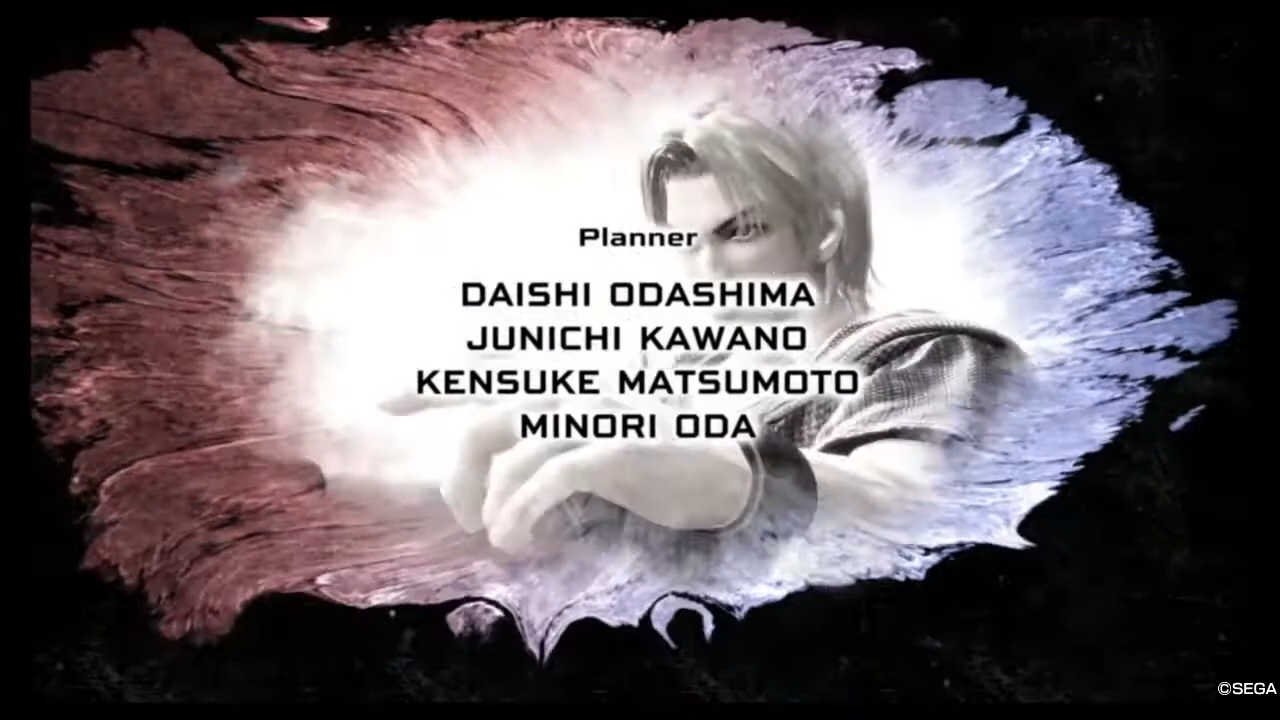 Planner
DAISHI ODASHIMA
JUNICHI KAWANO
KENSUKE MATSUMOTO
MINORI ODA
©SEGA